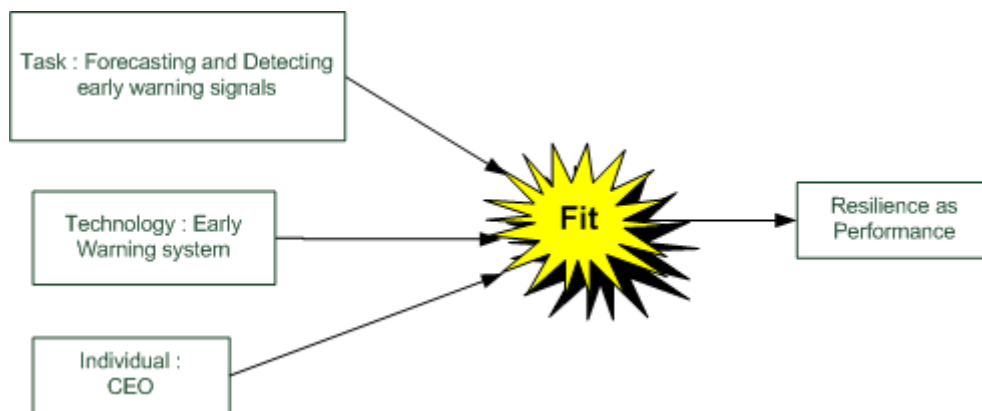 Task : Forecasting and Detecting
early warning signals
Technology : Early
Warning system
Individual :
CEO
Fit
Resilience as
Performance